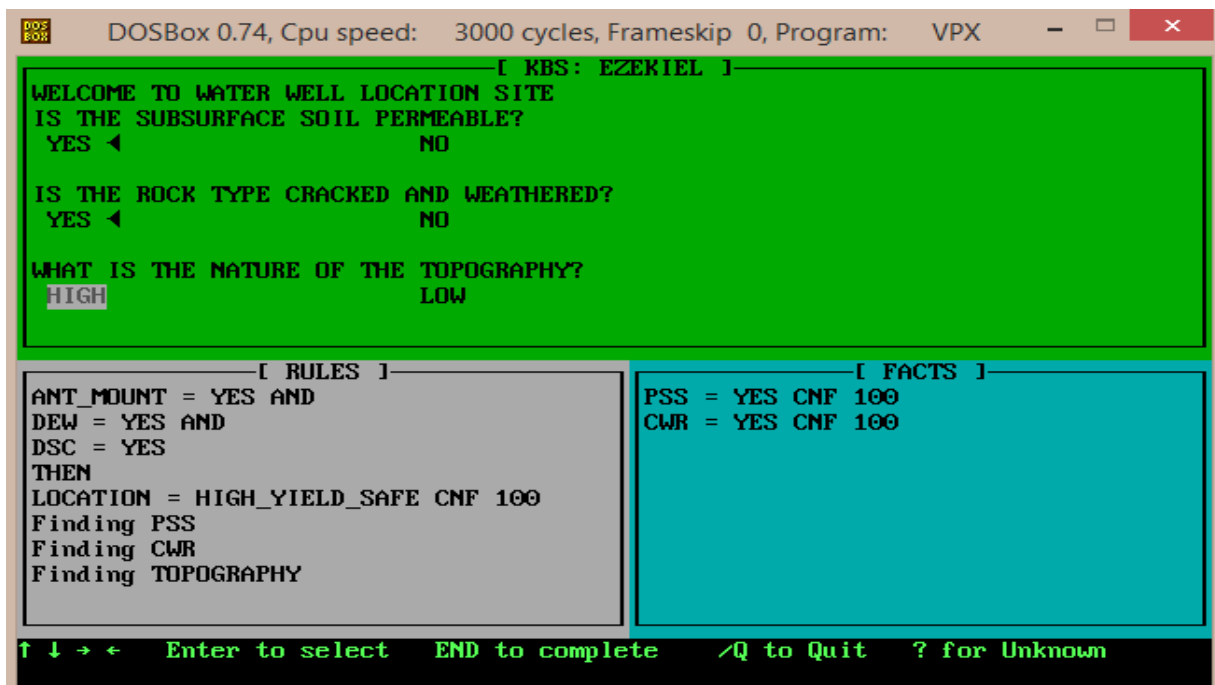 DOSBox 0.74, Cpu speed: 3000 cycles, Frameskip 0, Program: VPX
[ KBS: EZEKIEL ]
WELCOME TO WATER WELL LOCATION SITE
IS THE SUBSURFACE SOIL PERMEABLE?
YES ◄ NO
IS THE ROCK TYPE CRACKED AND WEATHERED?
YES ◄ NO
WHAT IS THE NATURE OF THE TOPOGRAPHY?
HIGH LOW
[ RULES ]
ANT_MOUNT = YES AND
DEW = YES AND
DSC = YES
THEN
LOCATION = HIGH_YIELD_SAFE CNF 100
Finding PSS
Finding CWR
Finding TOPOGRAPHY
[ FACTS ]
PSS = YES CNF 100
CWR = YES CNF 100
↑ ↓ → ← Enter to select END to complete /Q to Quit ? for Unknown